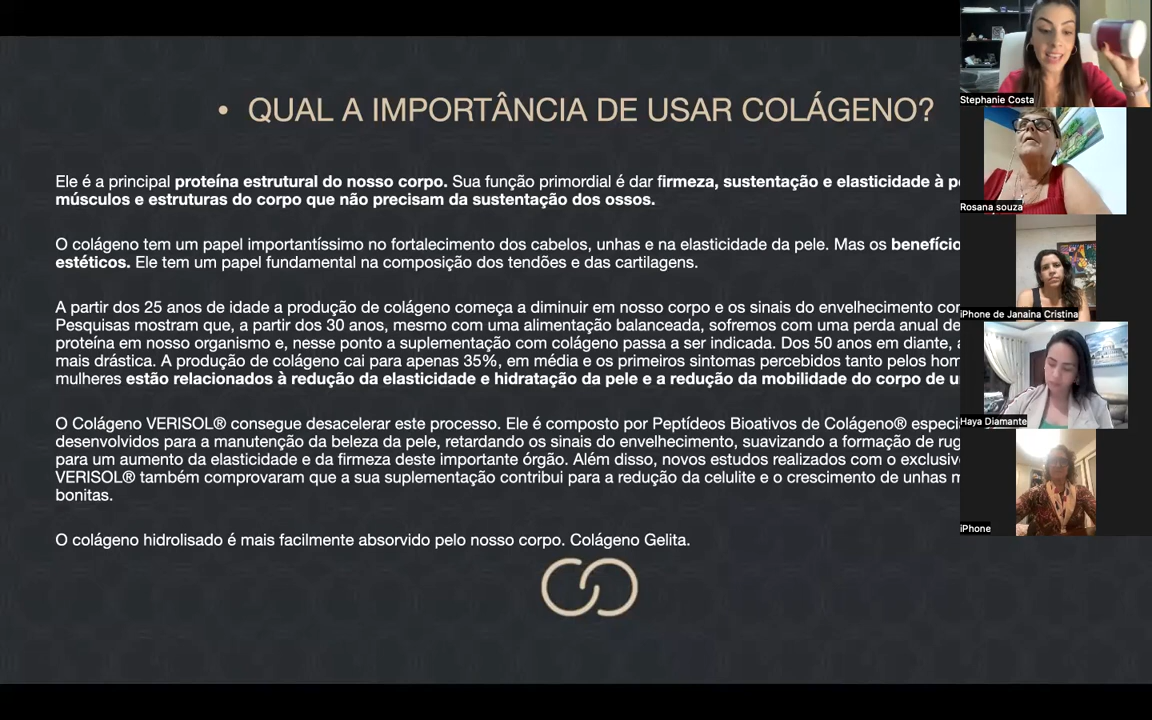 • QUAL A IMPORTÂNCIA DE USAR COLÁGENO?
Ele é a principal proteína estrutural do nosso corpo. Sua função primordial é dar firmeza, sustentação e elasticidade à
músculos e estruturas do corpo que não precisam da sustentação dos ossos.
O colágeno tem um papel importantíssimo no fortalecimento dos cabelos, unhas e na elasticidade da pele. Mas os
estéticos. Ele tem um papel fundamental na composição dos tendões e das cartilagens.
A partir dos 25 anos de idade a produção de colágeno começa a diminuir em nosso corpo e os sinais do envelhecimento
Pesquisas mostram que, a partir dos 30 anos, mesmo com uma alimentação balanceada, sofremos com uma perda anual de
proteína em nosso organismo e, nesse ponto a suplementação com colágeno passa a ser indicada. Dos 50 anos em diante,
mais drástica. A produção de colágeno cai para apenas 35%, em média e os primeiros sintomas percebidos tanto pelos
mulheres estão relacionados à redução da elasticidade e hidratação da pele e a redução da mobilidade do corpo de
O Colágeno VERISOL® consegue desacelerar este processo. Ele é composto por Peptídeos Bioativos de Colágeno®
desenvolvidos para a manutenção da beleza da pele, retardando os sinais do envelhecimento, suavizando a formação de
para um aumento da elasticidade e da firmeza deste importante órgão. Além disso, novos estudos realizados com o
VERISOL® também comprovaram que a sua suplementação contribui para a redução da celulite e o crescimento de unhas
bonitas.
O colágeno hidrolisado é mais facilmente absorvido pelo nosso corpo. Colágeno Gelita.
Stephanie Costa
Rosana souza
iPhone de Janaina Cristina
Haya Diamante
iPhone